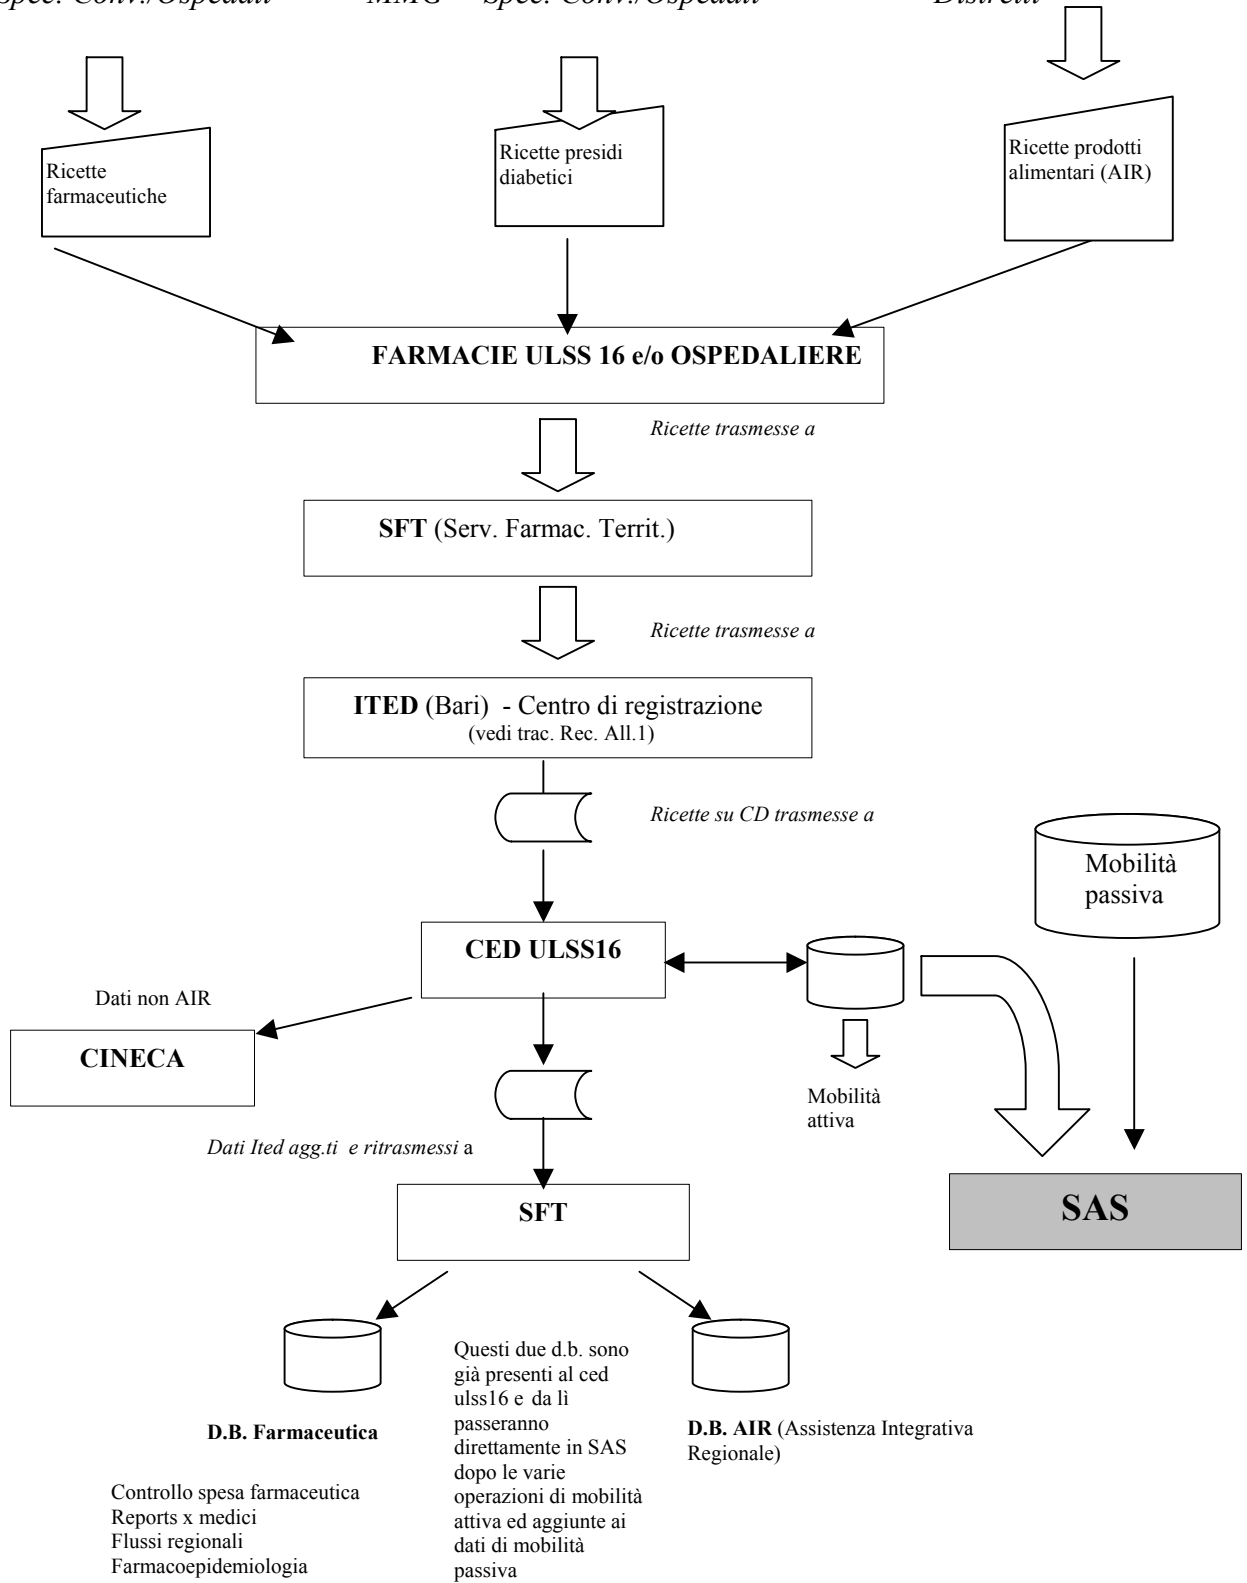 Spec. Conv./Ospedali MMG Spec. Conv./Ospedali Distretti
Ricette
farmaceutiche
Ricette presidi
diabetici
Ricette prodotti
alimentari (AIR)
FARMACIE ULSS 16 e/o OSPEDALIERE
Ricette trasmesse a
SFT (Serv. Farmac. Territ.)
Ricette trasmesse a
ITED (Bari) - Centro di registrazione
(vedi trac. Rec. All.1)
Ricette su CD trasmesse a
Mobilità
passiva
CED ULSS16
Dati non AIR
CINECA
Mobilità
attiva
Dati Ited agg.ti e ritrasmessi a
SFT
SAS
D.B. Farmaceutica
Controllo spesa farmaceutica
Reports x medici
Flussi regionali
Farmacoepidemiologia
Questi due d.b. sono
già presenti al ced
ulss16 e da lì
passeranno
direttamente in SAS
dopo le varie
operazioni di mobilità
attiva ed aggiunte ai
dati di mobilità
passiva
D.B. AIR (Assistenza Integrativa
Regionale)